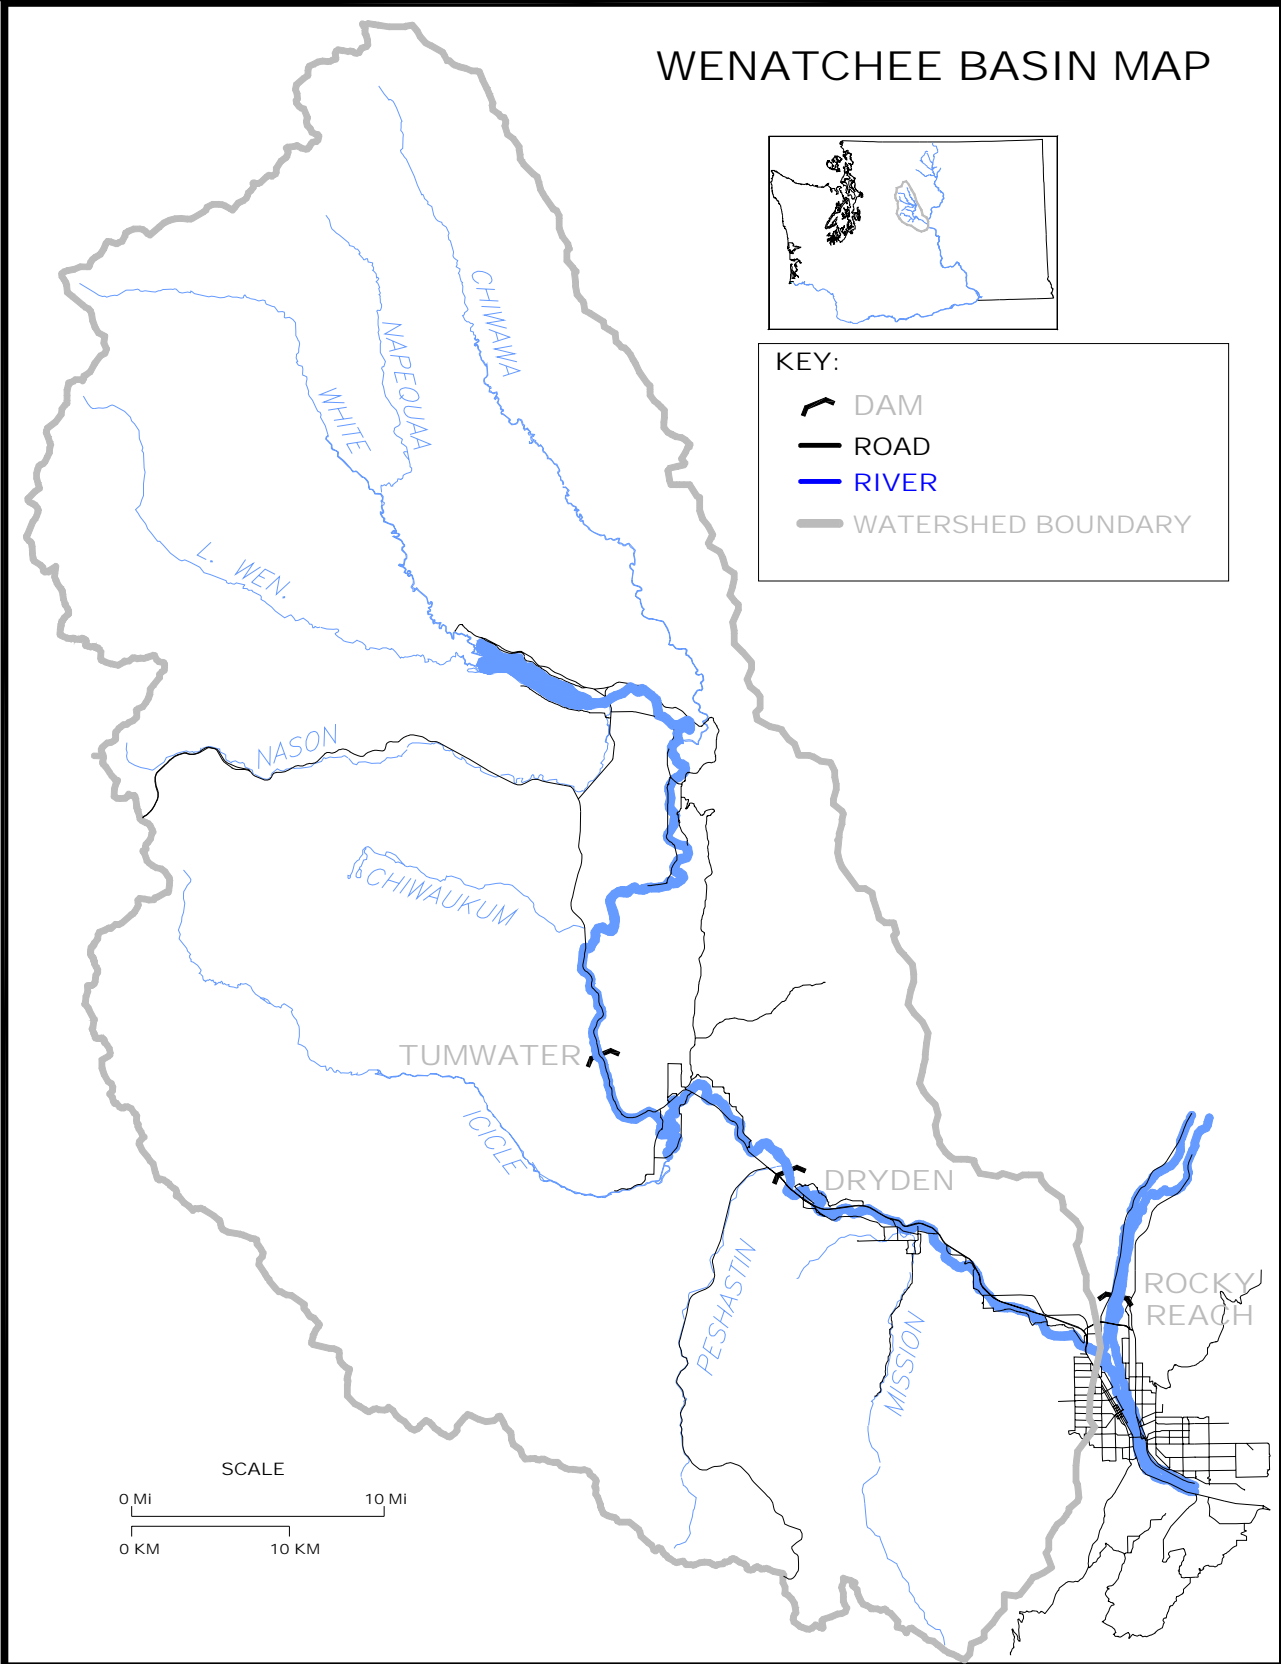 WENATCHEE BASIN MAP
KEY:
DAM
ROAD
RIVER
WATERSHED BOUNDARY
CHIWAWA
NAPEQUAA
WHITE
L. WEN.
NASON
CHIWAUKUM
TUMWATER
ICICLE
DRYDEN
PESHASTIN
MISSION
ROCKY
REACH
SCALE
0 Mi 10 Mi
0 KM 10 KM